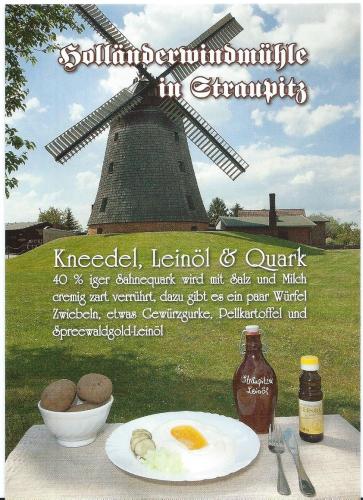 Holländerwindmühle
in Straupitz
Kneedel, Leinöl & Quark
40 % iger Sahnequark wird mit Salz und Milch
cremig zart verrührt, dazu gibt es ein paar Würfel
Zwiebeln, etwas Gewürzgurke, Pellkartoffel und
Spreewaldgold-Leinöl
Straupitzer
Leinöl